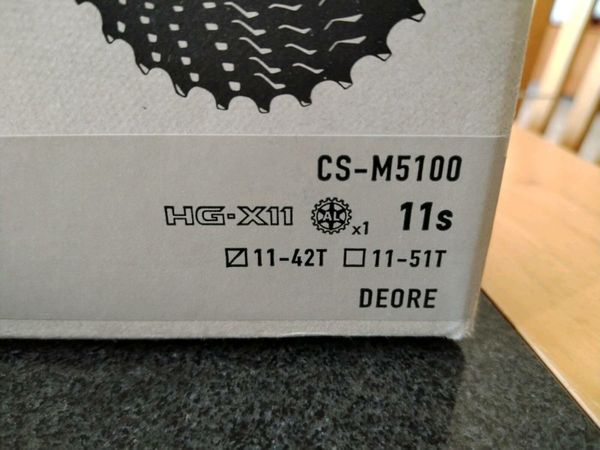 CS-M5100
HG-X11 AL x1 11s
☑ 11-42T ☐ 11-51T
DEORE